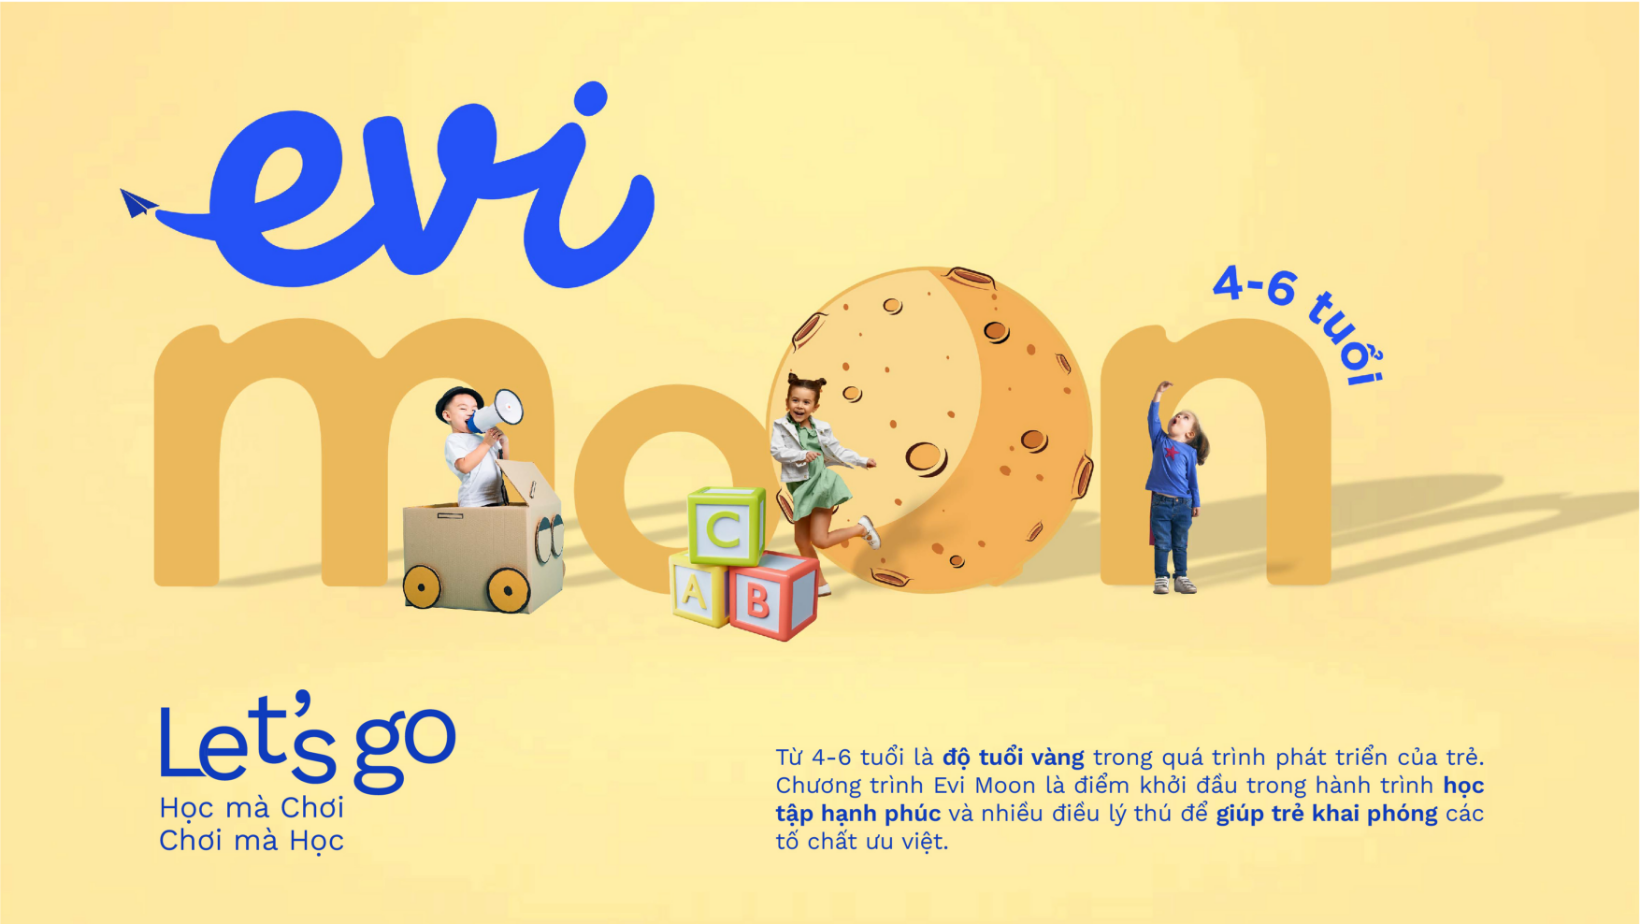 evi
moon
4-6 tuổi
C
A B
Let's go
Học mà Chơi
Chơi mà Học
Từ 4-6 tuổi là độ tuổi vàng trong quá trình phát triển của trẻ.
Chương trình Evi Moon là điểm khởi đầu trong hành trình học
tập hạnh phúc và nhiều điều lý thú để giúp trẻ khai phóng các
tố chất ưu việt.